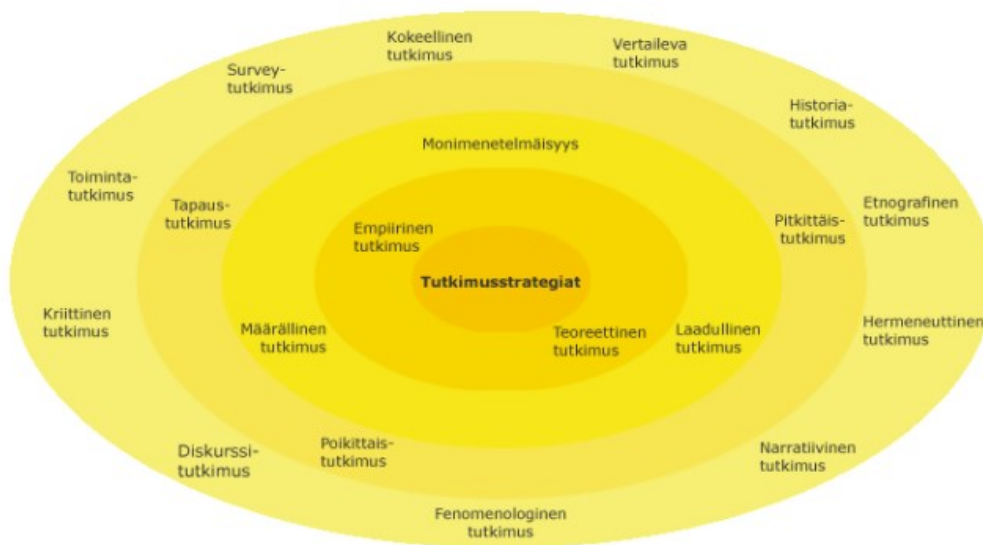 Kokeellinen
tutkimus
Vertaileva
tutkimus
Survey-
tutkimus
Historia-
tutkimus
Monimenetelmäisyys
Toiminta-
tutkimus
Tapaus-
tutkimus
Etnografinen
tutkimus
Pitkittäis-
tutkimus
Empiirinen
tutkimus
Tutkimusstrategiat
Kriittinen
tutkimus
Määrällinen
tutkimus
Teoreettinen
tutkimus
Laadullinen
tutkimus
Hermeneuttinen
tutkimus
Diskurssi-
tutkimus
Poikittais-
tutkimus
Narratiivinen
tutkimus
Fenomenologinen
tutkimus